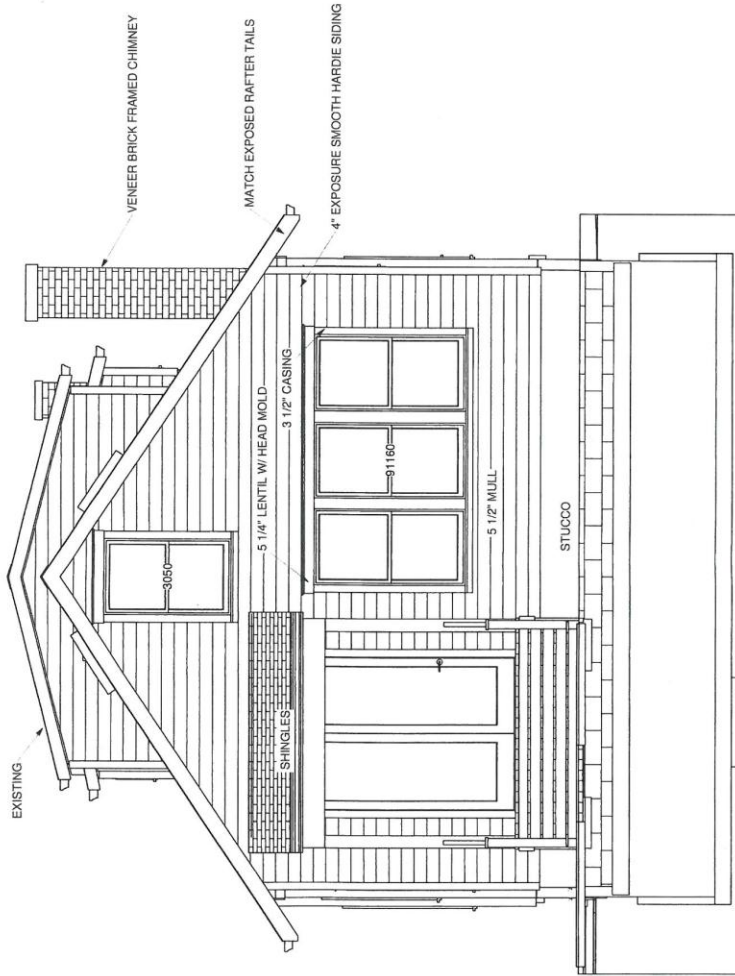 EXISTING
VENEER BRICK FRAMED CHIMNEY
MATCH EXPOSED RAFTER TAILS
4" EXPOSURE SMOOTH HARDIE SIDING
3050
5 1/4" LENTIL W/ HEAD MOLD
3 1/2" CASING
SHINGLES
91160
5 1/2" MULL
STUCCO